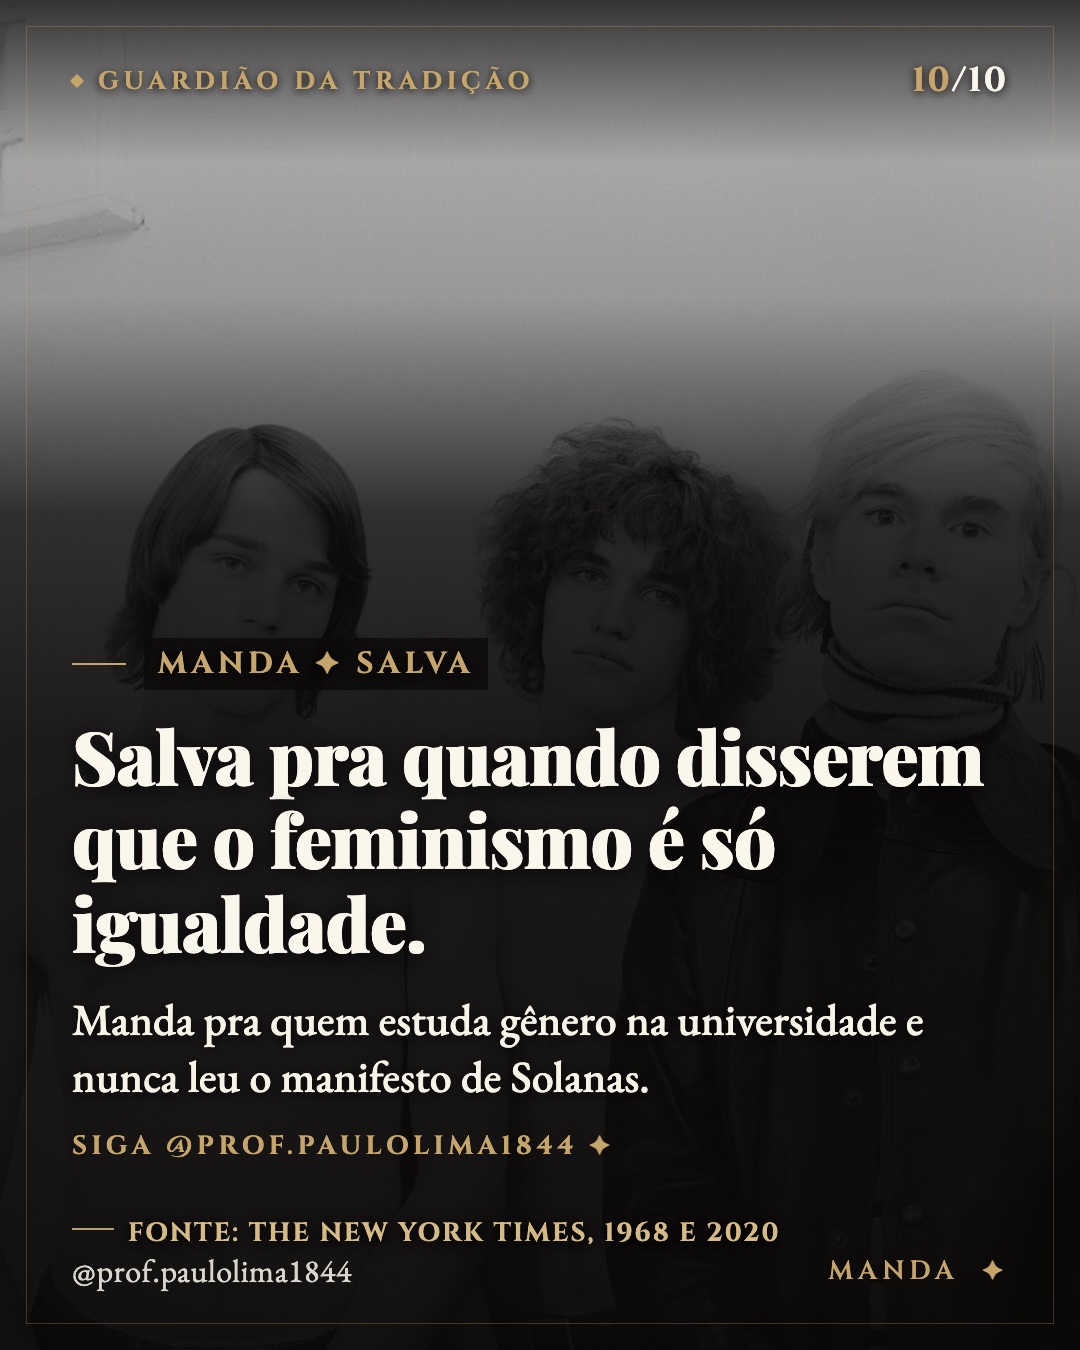 ◆ GUARDIÃO DA TRADIÇÃO
10/10
MANDA ✦ SALVA
Salva pra quando disserem
que o feminismo é só
igualdade.
Manda pra quem estuda gênero na universidade e
nunca leu o manifesto de Solanas.
SIGA @PROF.PAULOLIMA1844 ✦
FONTE: THE NEW YORK TIMES, 1968 E 2020
@prof.paulolima1844
MANDA ✦